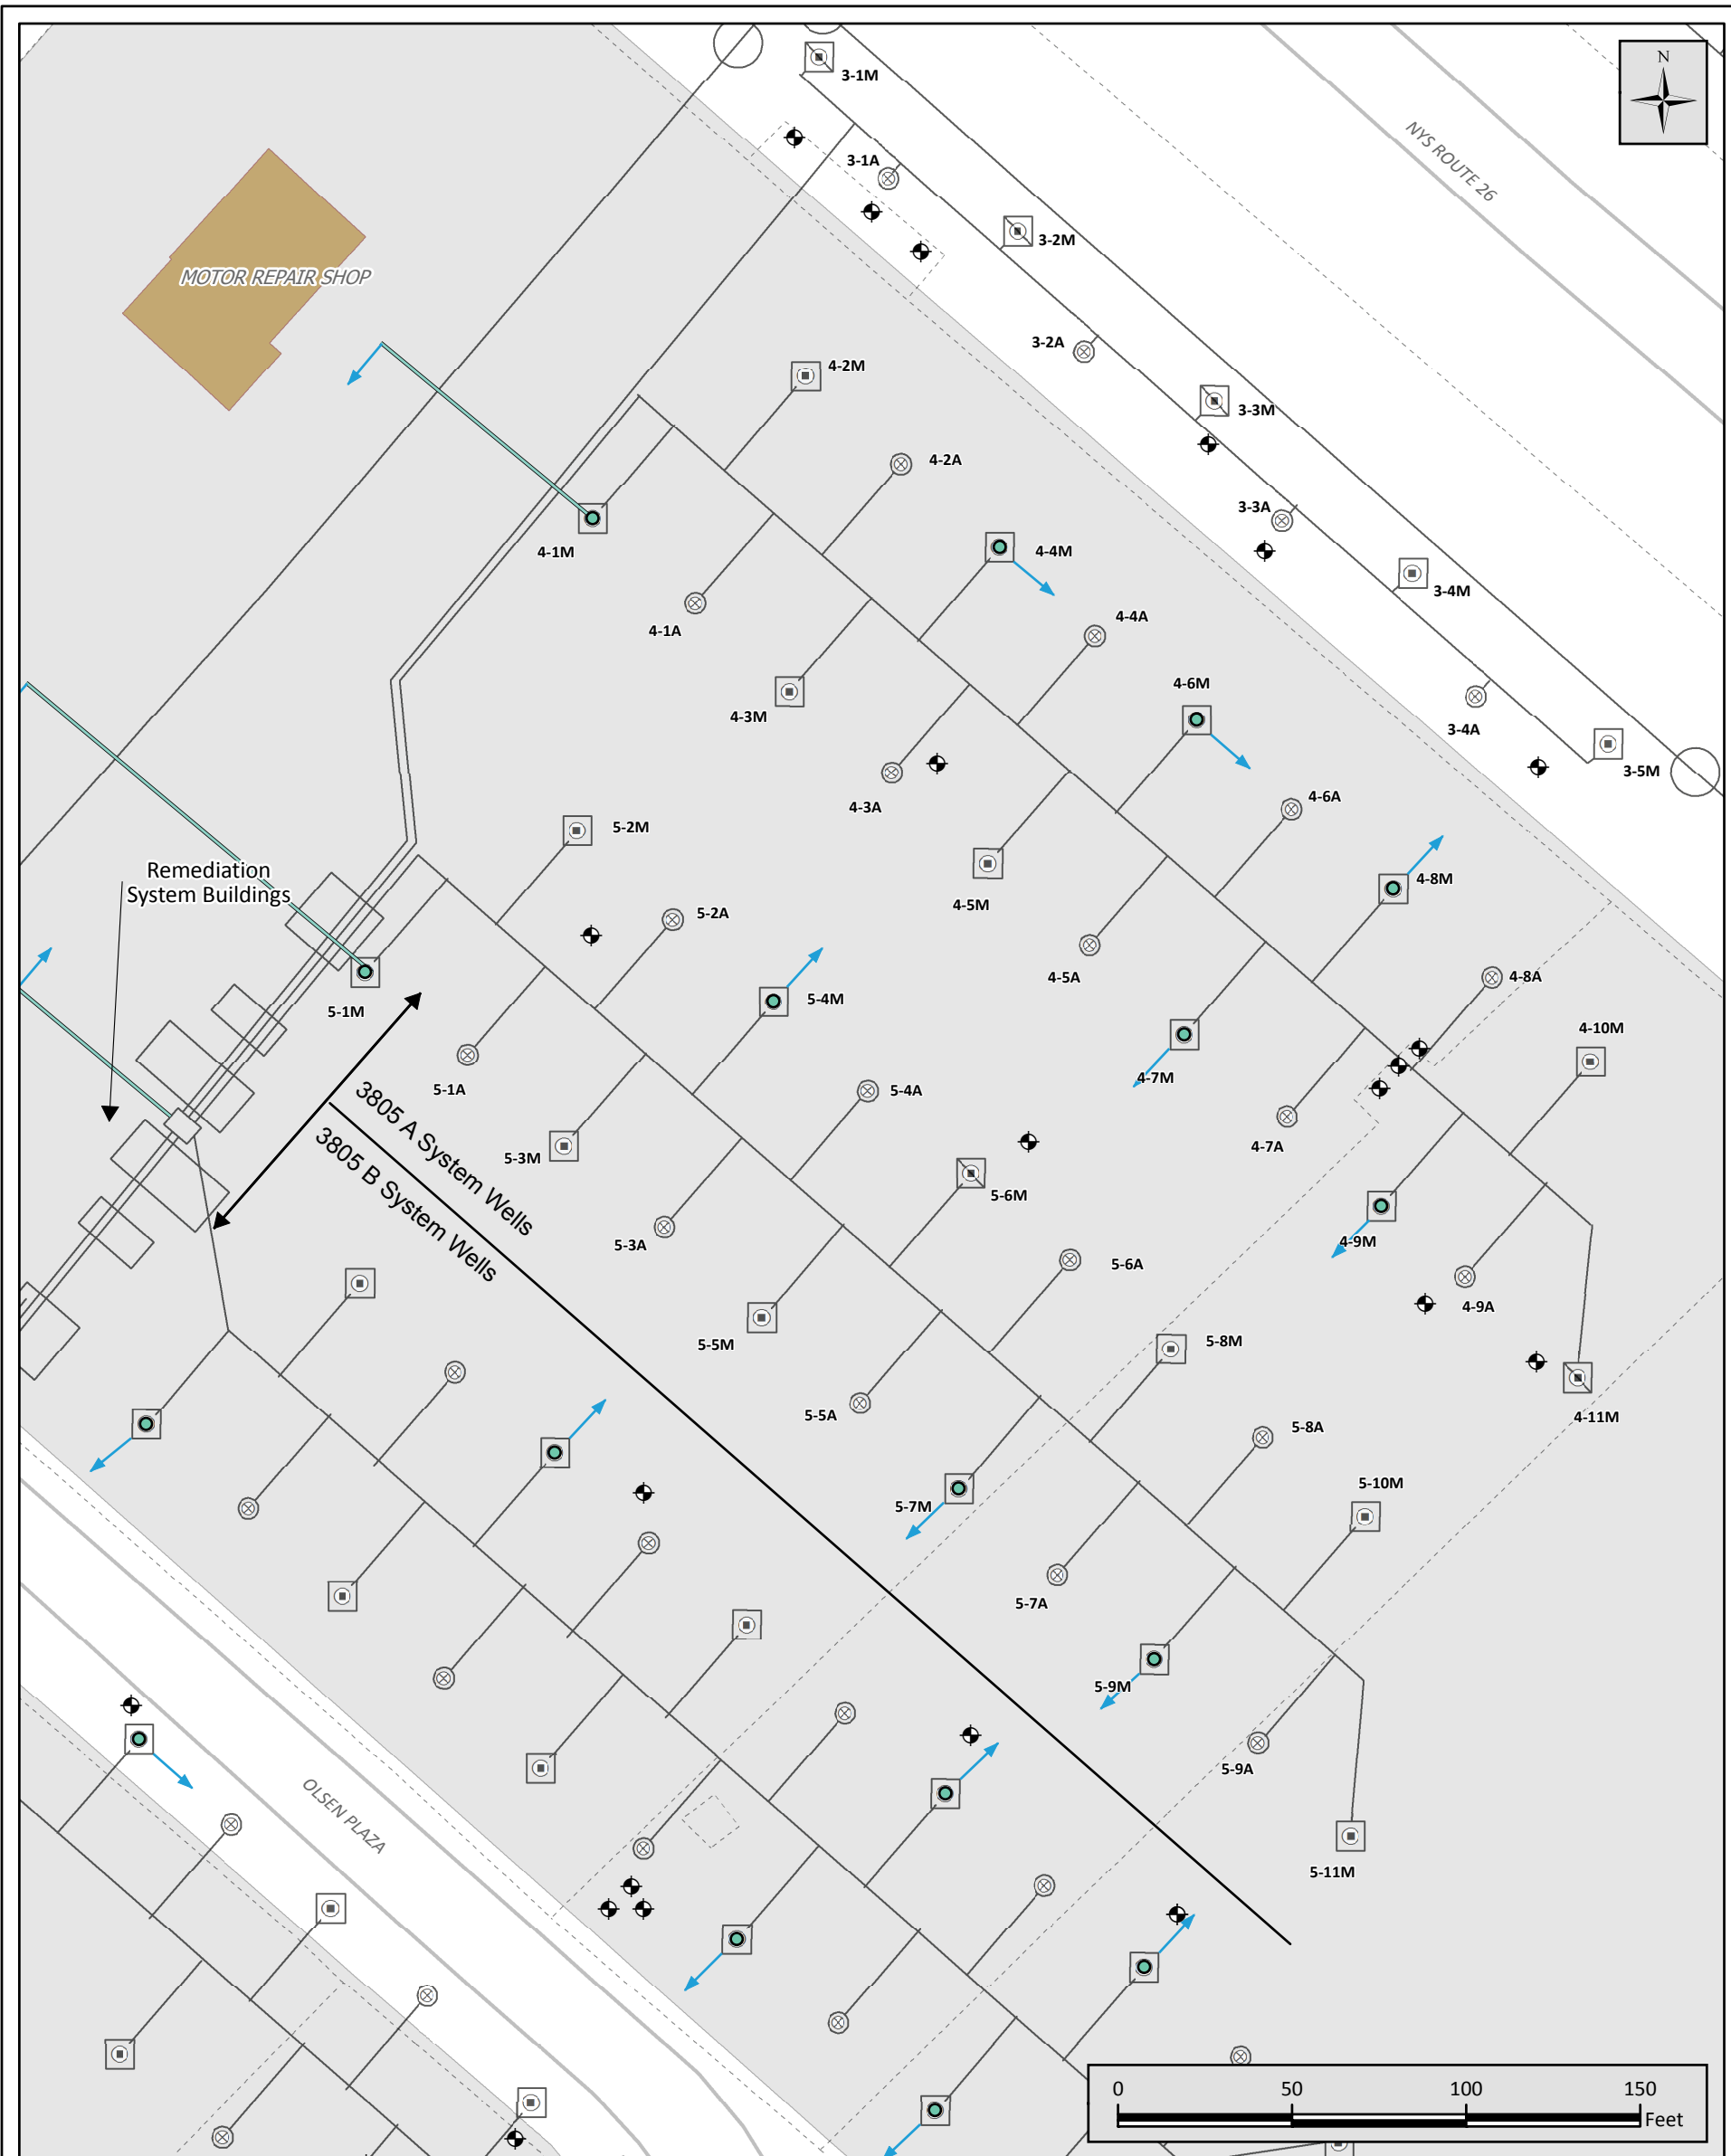 N
3-1M
NYS ROUTE 26
3-1A
3-2M
MOTOR REPAIR SHOP
3-2A
4-2M
3-3M
4-2A
3-3A
4-1M
4-4M
3-4M
4-4A
4-1A
4-6M
4-3M
3-4A
3-5M
4-6A
4-3A
5-2M
Remediation
System Buildings
4-8M
4-5M
5-2A
4-5A
4-8A
5-4M
5-1M
4-10M
4-7M
5-1A
5-4A
3805 A System Wells
3805 B System Wells
4-7A
5-3M
5-6M
4-9M
5-3A
5-6A
4-9A
5-5M
5-8M
5-5A
4-11M
5-8A
5-10M
5-7M
5-7A
5-9M
5-9A
OLSEN PLAZA
5-11M
0 50 100 150
Feet